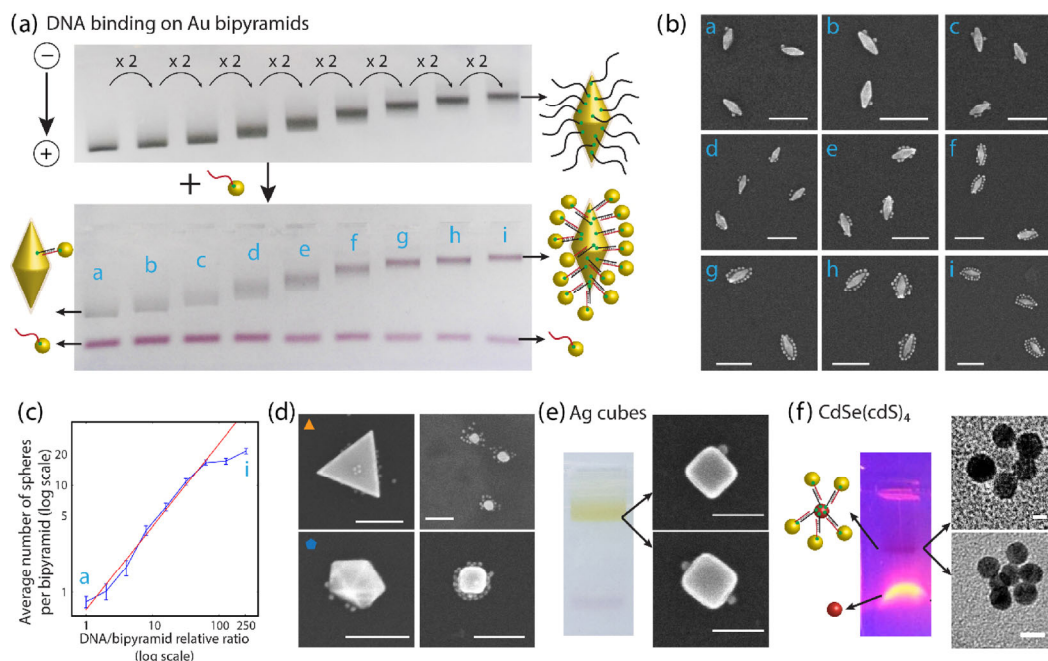 (a) DNA binding on Au bipyramids
x 2 x 2 x 2 x 2 x 2 x 2 x 2 x 2
−
+
+
a b c d e f g h i
(b)
a b c
d e f
g h i
(c)
Average number of spheres
per bipyramid (log scale)
20
10
5
1
a
i
1 10 100 250
DNA/bipyramid relative ratio
(log scale)
(d)
(e) Ag cubes
(f) CdSe(cdS)4